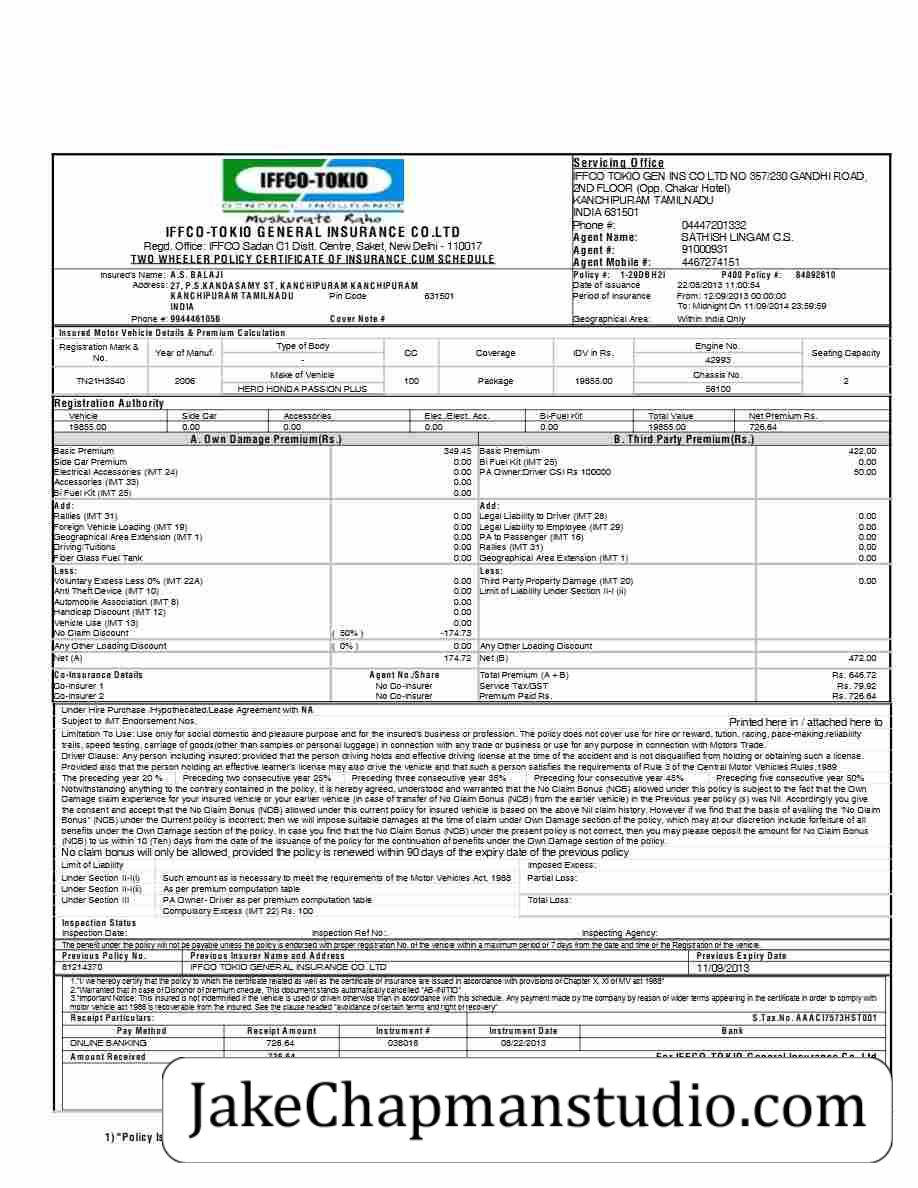 IFFCO-TOKIO
GENERAL INSURANCE
Muskurate Raho
IFFCO-TOKIO GENERAL INSURANCE CO.LTD
Regd. Office: IFFCO Sadan C1 Distt. Centre, Saket, New Delhi - 110017
TWO WHEELER POLICY CERTIFICATE OF INSURANCE CUM SCHEDULE
Servicing Office
IFFCO TOKIO GEN INS CO LTD NO 357/230 GANDHI ROAD,
2ND FLOOR (Opp. Chakar Hotel)
KANCHIPURAM TAMILNADU
INDIA 631501
Phone #: 04447201332
Agent Name: SATHISH LINGAM C.S.
Agent #: 91000931
Agent Mobile #: 4467274151
Insured's Name: A.S. BALAJI
Address: 27, P.S.KANDASAMY ST, KANCHIPURAM KANCHIPURAM
KANCHIPURAM TAMILNADU Pin Code 631501
INDIA
Phone #: 9944461056 Cover Note #
Policy #: 1-29DBH2I P400 Policy #: 84892610
Date of Issuance 22/08/2013 11:00:54
Period of Insurance From: 12/09/2013 00:00:00
To: Midnight On 11/09/2014 23:59:59
Geographical Area: Within India Only
Insured Motor Vehicle Details & Premium Calculation
Registration Mark & No. Year of Manuf. Type of Body CC Coverage IDV in Rs. Engine No. Seating Capacity
- 42993
TN21H3340 2006 Make of Vehicle 100 Package 19855.00 Chassis No. 2
HERO HONDA PASSION PLUS 56100
Registration Authority
Vehicle Side Car Accessories Elec./Elect. Acc. Bi-Fuel Kit Total Value Net Premium Rs.
19855.00 0.00 0.00 0.00 0.00 19855.00 726.64
A. Own Damage Premium(Rs.) B. Third Party Premium(Rs.)
Basic Premium 349.45 Basic Premium 422.00
Side Car Premium 0.00 Bi Fuel Kit (IMT 25) 0.00
Electrical Accessories (IMT 24) 0.00 PA Owner:Driver CSI Rs 100000 50.00
Accessories (IMT 33) 0.00
Bi Fuel Kit (IMT 25) 0.00
Add: Add:
Rallies (IMT 31) 0.00 Legal Liability to Driver (IMT 28) 0.00
Foreign Vehicle Loading (IMT 19) 0.00 Legal Liability to Employee (IMT 29) 0.00
Geographical Area Extension (IMT 1) 0.00 PA to Passenger (IMT 16) 0.00
Driving/Tuitions 0.00 Rallies (IMT 31) 0.00
Fiber Glass Fuel Tank 0.00 Geographical Area Extension (IMT 1) 0.00
Less: Less:
Voluntary Excess Less 0% (IMT 22A) 0.00 Third Party Property Damage (IMT 20) 0.00
Anti Theft Device (IMT 10) 0.00 Limit of Liability Under Section II-I (ii)
Automobile Association (IMT 8) 0.00
Handicap Discount (IMT 12) 0.00
Vehicle Use (IMT 13) 0.00
No Claim Discount ( 50% ) -174.73
Any Other Loading/Discount ( 0% ) 0.00 Any Other Loading Discount
Net (A) 174.72 Net (B) 472.00
Co-Insurance Details Agent No./Share Total Premium (A + B) Rs. 646.72
Co-Insurer 1 No Co-Insurer Service Tax/GST Rs. 79.92
Co-Insurer 2 No Co-Insurer Premium Paid Rs. Rs. 726.64
Under Hire Purchase /Hypothecated/Lease Agreement with NA
Subject to IMT Endorsement Nos. Printed here in / attached here to
Limitation To Use: Use only for social domestic and pleasure purpose and for the insured's business or profession. The policy does not cover use for hire or reward, tution, racing, pace-making,reliability
trails, speed testing, carriage of goods(other than samples or personal luggage) in connection with any trade or business or use for any purpose in connection with Motors Trade.
Driver Clause: Any person including insured; provided that the person driving holds and effective driving license at the time of the accident and is not disqualified from holding or obtaining such a license.
Provided also that the person holding an effective learner's license may also drive the vehicle and that such a person satisfies the requirements of Rule 3 of the Central Motor Vehicles Rules,1989
The preceding year 20 % Preceding two consecutive year 25% Preceding three consecutive year 35% Preceding four consecutive year 45% Preceding five consecutive year 50%
Notwithstanding anything to the contrary contained in the policy, it is hereby agreed, understood and warranted that the No Claim Bonus (NCB) allowed under this policy is subject to the fact that the Own
Damage claim experience for your insured vehicle or your earlier vehicle (in case of transfer of No Claim Bonus (NCB) from the earlier vehicle) in the Previous year policy (s) was Nil. Accordingly you give
the consent and accept that the No Claim Bonus (NCB) allowed under this current policy for insured vehicle is based on the above Nil claim history. However if we find that the basis of availing the "No Claim
Bonus" (NCB) under the Current policy is incorrect, then we will impose suitable damages at the time of claim under Own Damage section of the policy, which may at our discretion include forfeiture of all
benefits under the Own Damage section of the policy. In case you find that the No Claim Bonus (NCB) under the present policy is not correct, then you may please deposit the amount for No Claim Bonus
(NCB) to us within 10 (Ten) days from the date of the issuance of the policy for the continuation of benefits under the Own Damage section of the policy.
No claim bonus will only be allowed, provided the policy is renewed within 90 days of the expiry date of the previous policy
Limit of Liability Imposed Excess:
Under Section II-I(i) Such amount as is necessary to meet the requirements of the Motor Vehicles Act, 1988 Partial Loss:
Under Section II-I(ii) As per premium computation table
Under Section III PA Owner- Driver as per premium computation table Total Loss:
Compulsory Excess (IMT 22) Rs. 100
Inspection Status
Inspection Date: Inspection Ref No:. Inspecting Agency:
The benefit under the policy will not be payable unless the policy is endorsed with proper registration No. of the vehicle within a maximum period of 7 days from the date and time of the Registration of the vehicle.
Previous Policy No. Previous Insurer Name and Address Previous Expiry Date
81214370 IFFCO TOKIO GENERAL INSURANCE CO. LTD 11/09/2013
1."I/ we hereby certify that the policy to which the certificate related as well as the certificate of insurance are issued in accordance with provisions of Chapter X, XI of MV act 1988"
2."Warranted that in case of Dishonor of premium cheque, This document stands automatically cancelled "AB-INITIO"
3."Important Notice: This insured is not indemnified if the vehicle is used or driven otherwise than in accordance with this schedule. Any payment made by the company by reason of wider terms appearing in the certificate in order to comply with
motor vehicle act 1988 is recoverable from the insured. See the clause headed "avoidance of certain terms and right of recovery"
Receipt Particulars: S.Tax.No. AAACI7573HST001
Pay Method Receipt Amount Instrument # Instrument Date Bank
ONLINE BANKING 726.64 038016 08/22/2013
Amount Received 726.64 For IFFCO-TOKIO General Insurance Co. Ltd
JakeChapmanstudio.com
1) "Policy Is